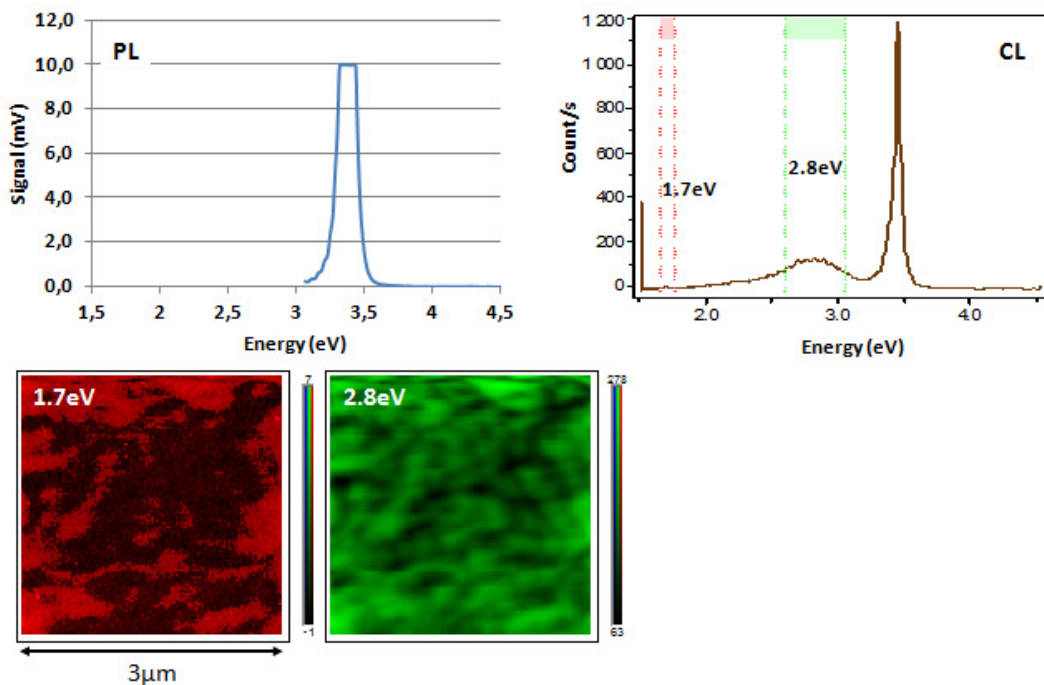 PL
Signal (mV)
12,0
10,0
8,0
6,0
4,0
2,0
0,0
1,5 2 2,5 3 3,5 4 4,5
Energy (eV)
CL
Count/s
1 200
1 000
800
600
400
200
0
1.7eV
2.8eV
2.0 3.0 4.0
Energy (eV)
1.7eV
7
-1
2.8eV
278
63
3µm